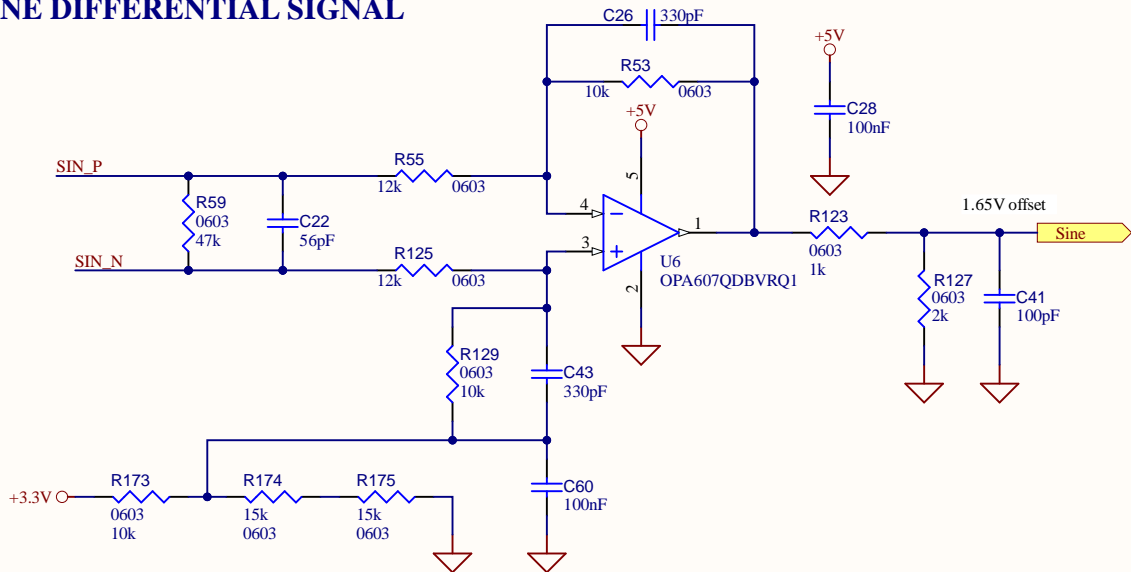 NE DIFFERENTIAL SIGNAL
C26 330pF
R53
10k 0603
+5V
+5V
C28
100nF
SIN_P
R55
12k 0603
R59
0603
47k
C22
56pF
5
4
3
1
2
U6
OPA607QDBVRQ1
SIN_N
R125
12k 0603
R123
0603
1k
1.65V offset
Sine
R127
0603
2k
C41
100pF
R129
0603
10k
C43
330pF
+3.3V
R173
0603
10k
R174
15k
0603
R175
15k
0603
C60
100nF